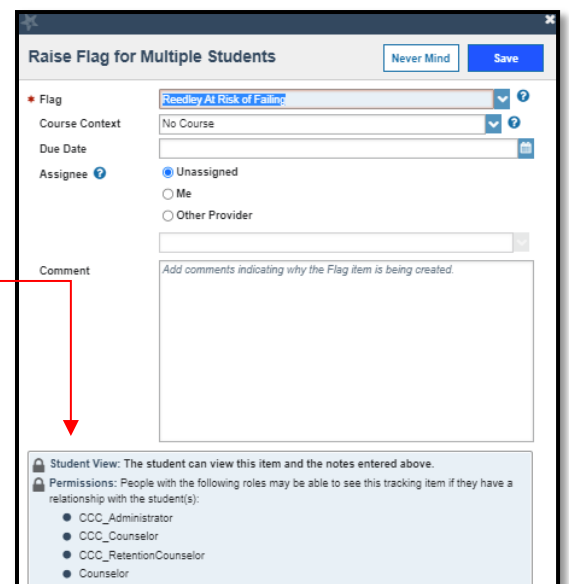 Raise Flag for Multiple Students Never Mind Save
* Flag Reedley At Risk of Failing ?
Course Context No Course ?
Due Date
Assignee ? Unassigned
Me
Other Provider
Comment Add comments indicating why the Flag item is being created.
Student View: The student can view this item and the notes entered above.
Permissions: People with the following roles may be able to see this tracking item if they have a
relationship with the student(s):
CCC_Administrator
CCC_Counselor
CCC_RetentionCounselor
Counselor